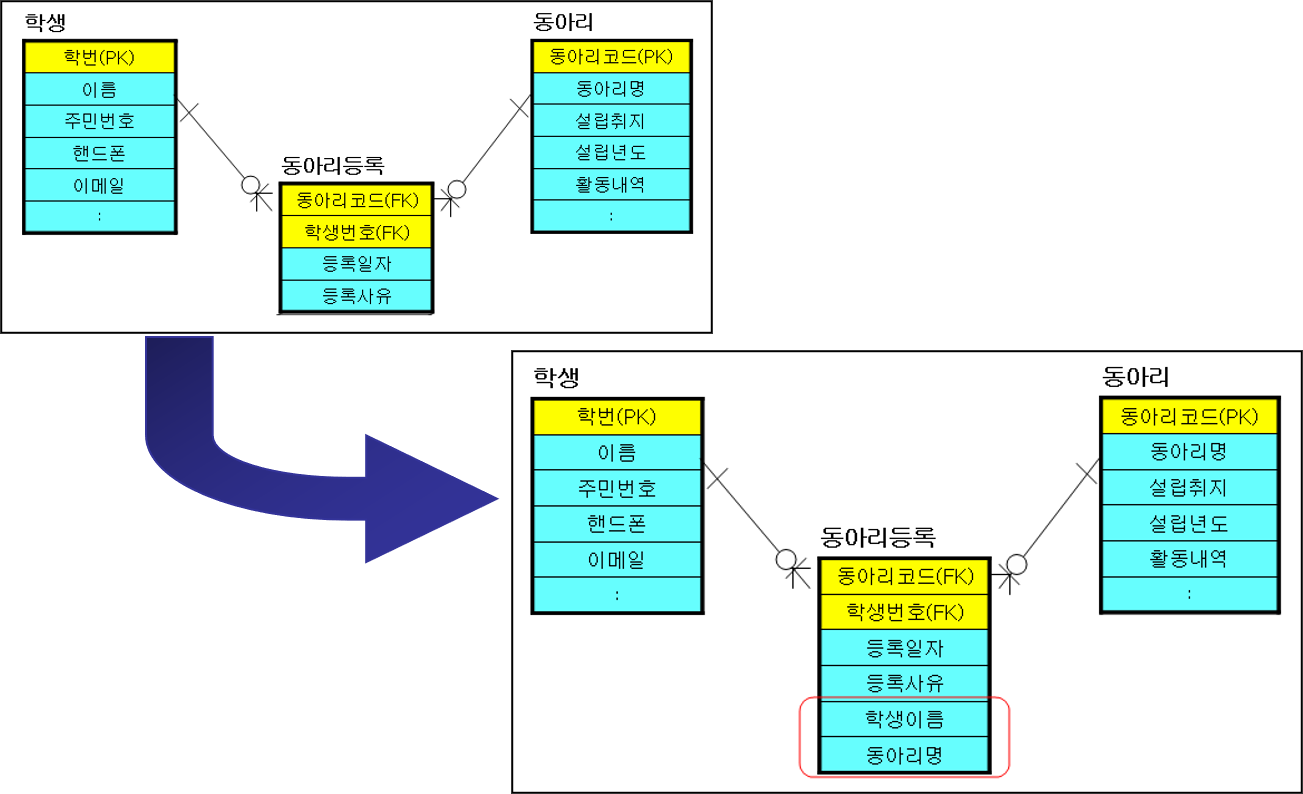 학생
학번(PK)
이름
주민번호
핸드폰
이메일
:
동아리
동아리코드(PK)
동아리명
설립취지
설립년도
활동내역
:
동아리등록
동아리코드(FK)
학생번호(FK)
등록일자
등록사유
학생
학번(PK)
이름
주민번호
핸드폰
이메일
:
동아리
동아리코드(PK)
동아리명
설립취지
설립년도
활동내역
:
동아리등록
동아리코드(FK)
학생번호(FK)
등록일자
등록사유
학생이름
동아리명